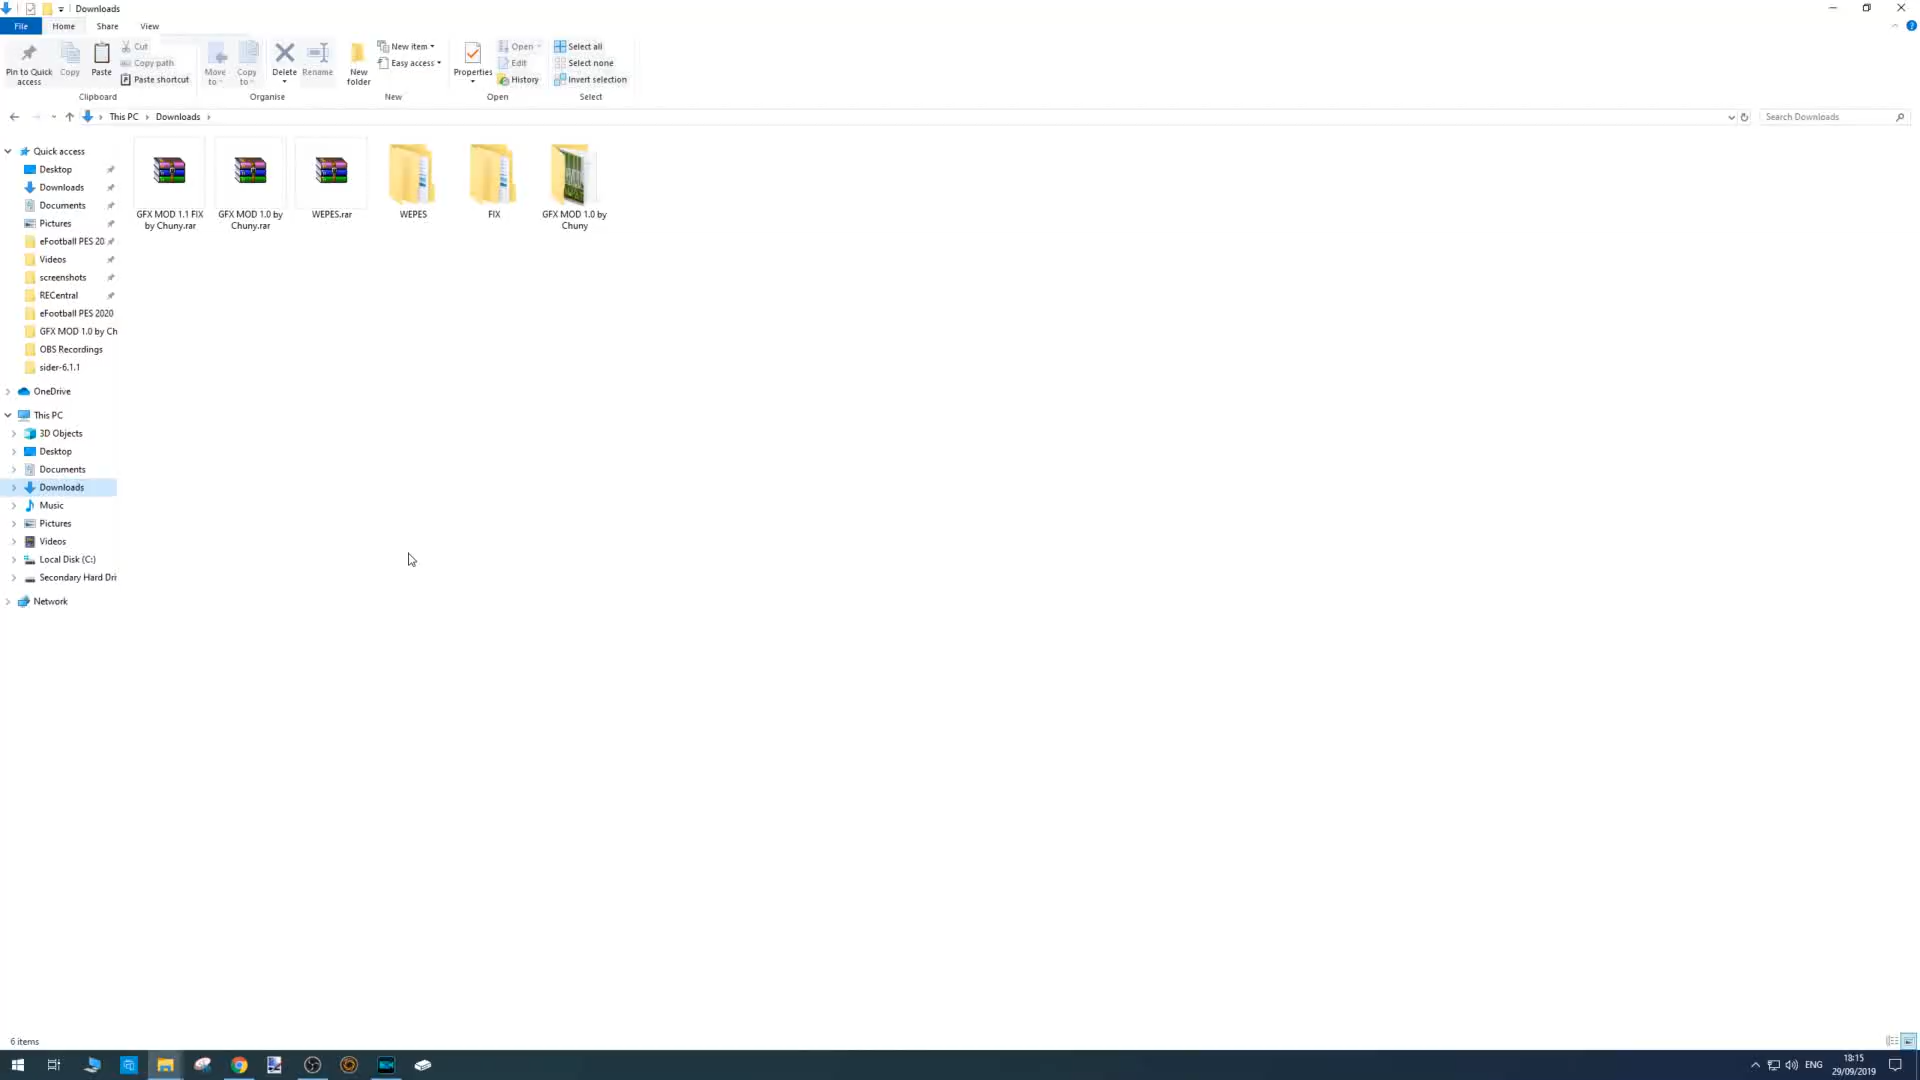 Downloads
File Home Share View
Pin to Quick access
Copy
Paste
Cut
Copy path
Paste shortcut
Clipboard
Move to
Copy to
Delete
Rename
Organise
New folder
New item
Easy access
New
Properties
Open
Edit
History
Open
Select all
Select none
Invert selection
Select
This PC Downloads
Search Downloads
Quick access
Desktop
Downloads
Documents
Pictures
eFootball PES 20
Videos
screenshots
RECentral
eFootball PES 2020
GFX MOD 1.0 by Ch
OBS Recordings
sider-6.1.1
OneDrive
This PC
3D Objects
Desktop
Documents
Downloads
Music
Pictures
Videos
Local Disk (C:)
Secondary Hard Dri
Network
GFX MOD 1.1 FIX
by Chuny.rar
GFX MOD 1.0 by
Chuny.rar
WEPES.rar
WEPES
FIX
GFX MOD 1.0 by
Chuny
6 items
ENG
18:15
29/09/2019